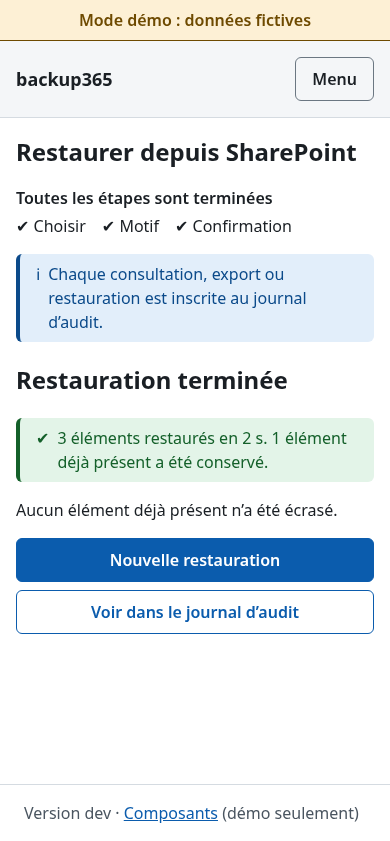 Mode démo : données fictives
backup365
Menu
Restaurer depuis SharePoint
Toutes les étapes sont terminées
✔ Choisir ✔ Motif ✔ Confirmation
i Chaque consultation, export ou
restauration est inscrite au journal
d’audit.
Restauration terminée
✔ 3 éléments restaurés en 2 s. 1 élément
déjà présent a été conservé.
Aucun élément déjà présent n’a été écrasé.
Nouvelle restauration
Voir dans le journal d’audit
Version dev · Composants (démo seulement)